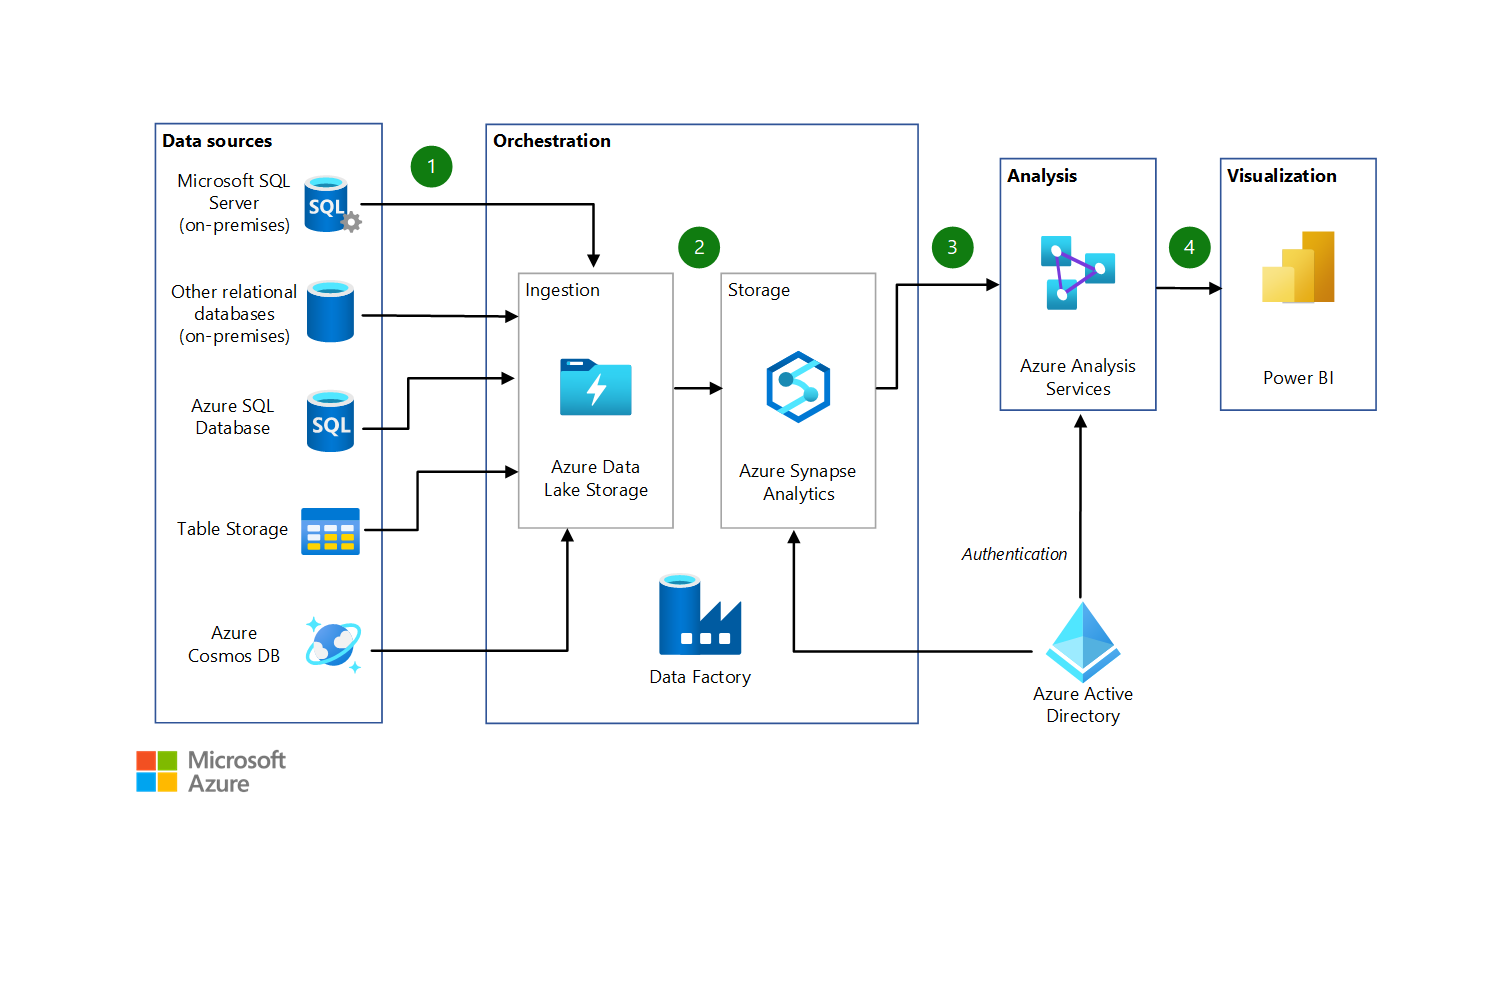 Data sources
Microsoft SQL
Server
(on-premises)
SQL
Other relational
databases
(on-premises)
Azure SQL
Database
SQL
Table Storage
Azure
Cosmos DB
1
Orchestration
Ingestion
Azure Data
Lake Storage
2
Storage
Azure Synapse
Analytics
Data Factory
3
Analysis
Azure Analysis
Services
4
Visualization
Power BI
Authentication
Azure Active
Directory
Microsoft
Azure